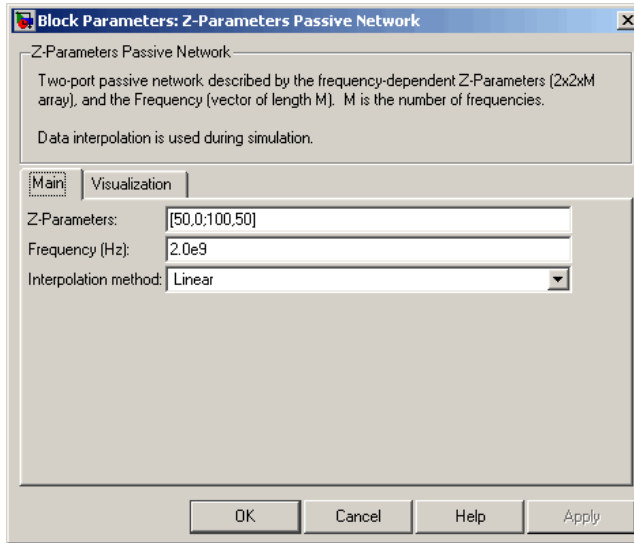 Block Parameters: Z-Parameters Passive Network
Z-Parameters Passive Network
Two-port passive network described by the frequency-dependent Z-Parameters (2x2xM
array), and the Frequency (vector of length M). M is the number of frequencies.
Data interpolation is used during simulation.
Main Visualization
Z-Parameters: [50,0;100,50]
Frequency (Hz): 2.0e9
Interpolation method: Linear
OK Cancel Help Apply